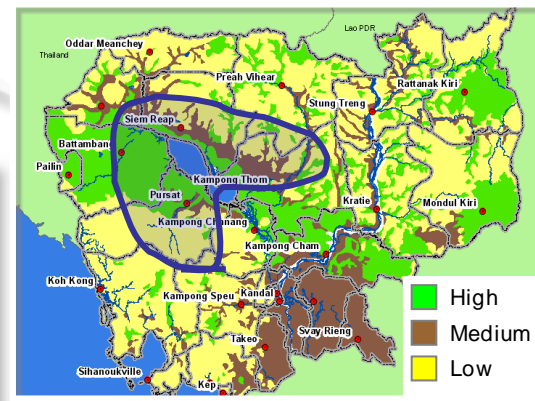 Lao PDR
Thailand
Oddar Meanchey
Preah Vihear
Rattanak Kiri
Stung Treng
Siem Reap
Battambang
Pailin
Kampong Thom
Pursat
Kratie
Mondul Kiri
Kampong Chhnang
Kampong Cham
Koh Kong
Kampong Speu
Kandal
Svay Rieng
Takeo
Sihanoukville
Kep
High
Medium
Low